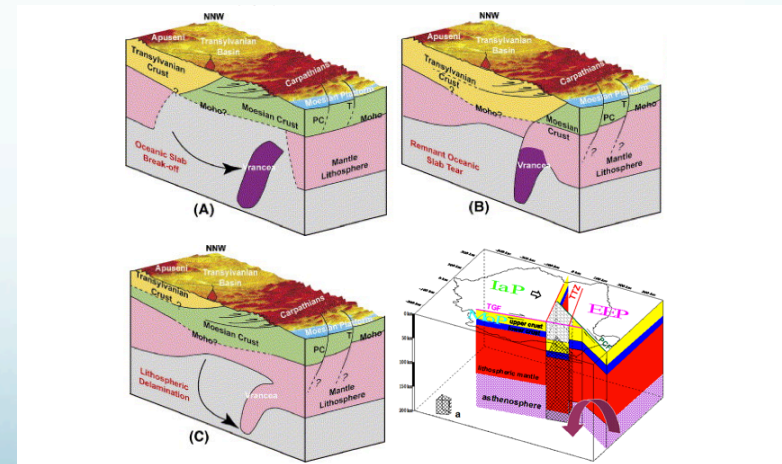 NNW
Apuseni
Transylvanian
Basin
Carpathians
Transylvanian
Crust
?
Moho?
Moesian Crust
Moesian Platform
PC
T
Moho
?
?
Oceanic Slab
Break-off
Vrancea
Mantle
Lithosphere
(A)
Apuseni
Transylvanian
Basin
Carpathians
Transylvanian
Crust
Moho?
Moesian
Crust
Moesian Platform
PC
T
Moho
?
?
Remnant Oceanic
Slab Tear
Vrancea
Mantle
Lithosphere
(B)
NNW
Apuseni
Transylvanian
Basin
Carpathians
Transylvanian
Crust
?
Moho?
Moesian Crust
Moesian Platform
PC
T
Moho
?
?
Lithospheric
Delamination
Vrancea
Mantle
Lithosphere
(C)
IaP
TTZ
EEP
TGF
upper crust
lithospheric mantle
asthenosphere
a